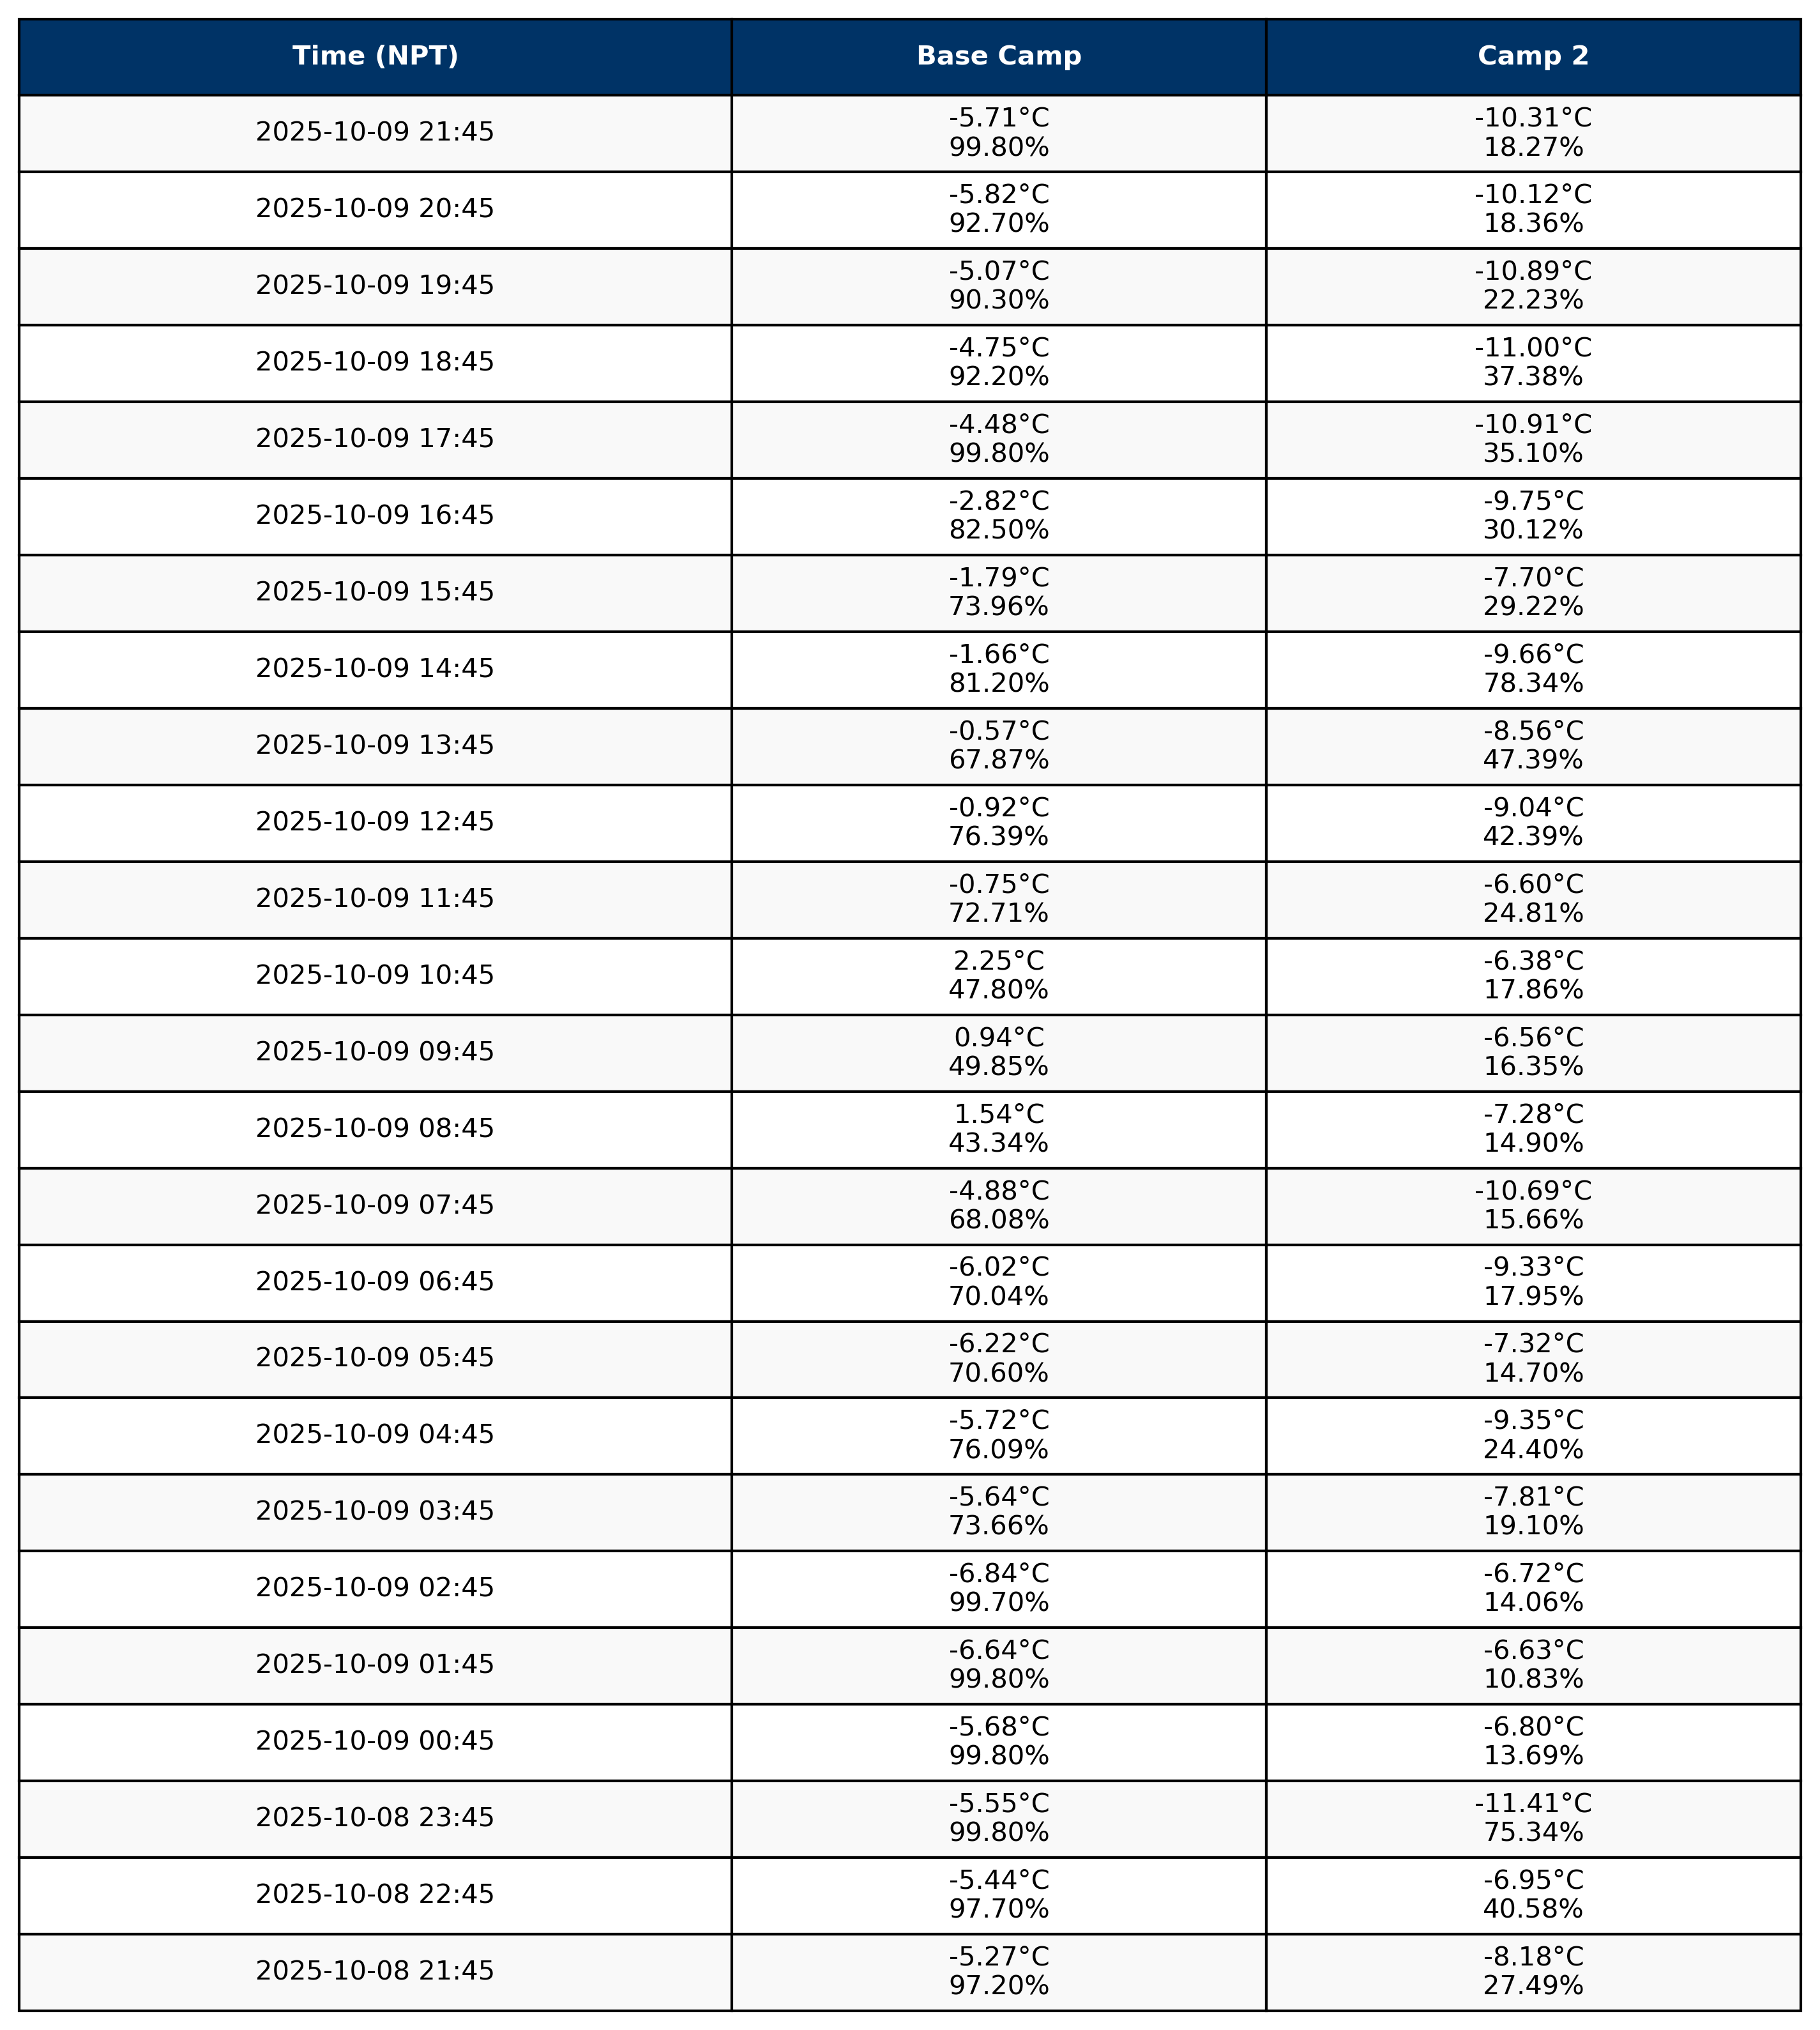 Time (NPT) Base Camp Camp 2
2025-10-09 21:45 -5.71°C -10.31°C
99.80% 18.27%
2025-10-09 20:45 -5.82°C -10.12°C
92.70% 18.36%
2025-10-09 19:45 -5.07°C -10.89°C
90.30% 22.23%
2025-10-09 18:45 -4.75°C -11.00°C
92.20% 37.38%
2025-10-09 17:45 -4.48°C -10.91°C
99.80% 35.10%
2025-10-09 16:45 -2.82°C -9.75°C
82.50% 30.12%
2025-10-09 15:45 -1.79°C -7.70°C
73.96% 29.22%
2025-10-09 14:45 -1.66°C -9.66°C
81.20% 78.34%
2025-10-09 13:45 -0.57°C -8.56°C
67.87% 47.39%
2025-10-09 12:45 -0.92°C -9.04°C
76.39% 42.39%
2025-10-09 11:45 -0.75°C -6.60°C
72.71% 24.81%
2025-10-09 10:45 2.25°C -6.38°C
47.80% 17.86%
2025-10-09 09:45 0.94°C -6.56°C
49.85% 16.35%
2025-10-09 08:45 1.54°C -7.28°C
43.34% 14.90%
2025-10-09 07:45 -4.88°C -10.69°C
68.08% 15.66%
2025-10-09 06:45 -6.02°C -9.33°C
70.04% 17.95%
2025-10-09 05:45 -6.22°C -7.32°C
70.60% 14.70%
2025-10-09 04:45 -5.72°C -9.35°C
76.09% 24.40%
2025-10-09 03:45 -5.64°C -7.81°C
73.66% 19.10%
2025-10-09 02:45 -6.84°C -6.72°C
99.70% 14.06%
2025-10-09 01:45 -6.64°C -6.63°C
99.80% 10.83%
2025-10-09 00:45 -5.68°C -6.80°C
99.80% 13.69%
2025-10-08 23:45 -5.55°C -11.41°C
99.80% 75.34%
2025-10-08 22:45 -5.44°C -6.95°C
97.70% 40.58%
2025-10-08 21:45 -5.27°C -8.18°C
97.20% 27.49%